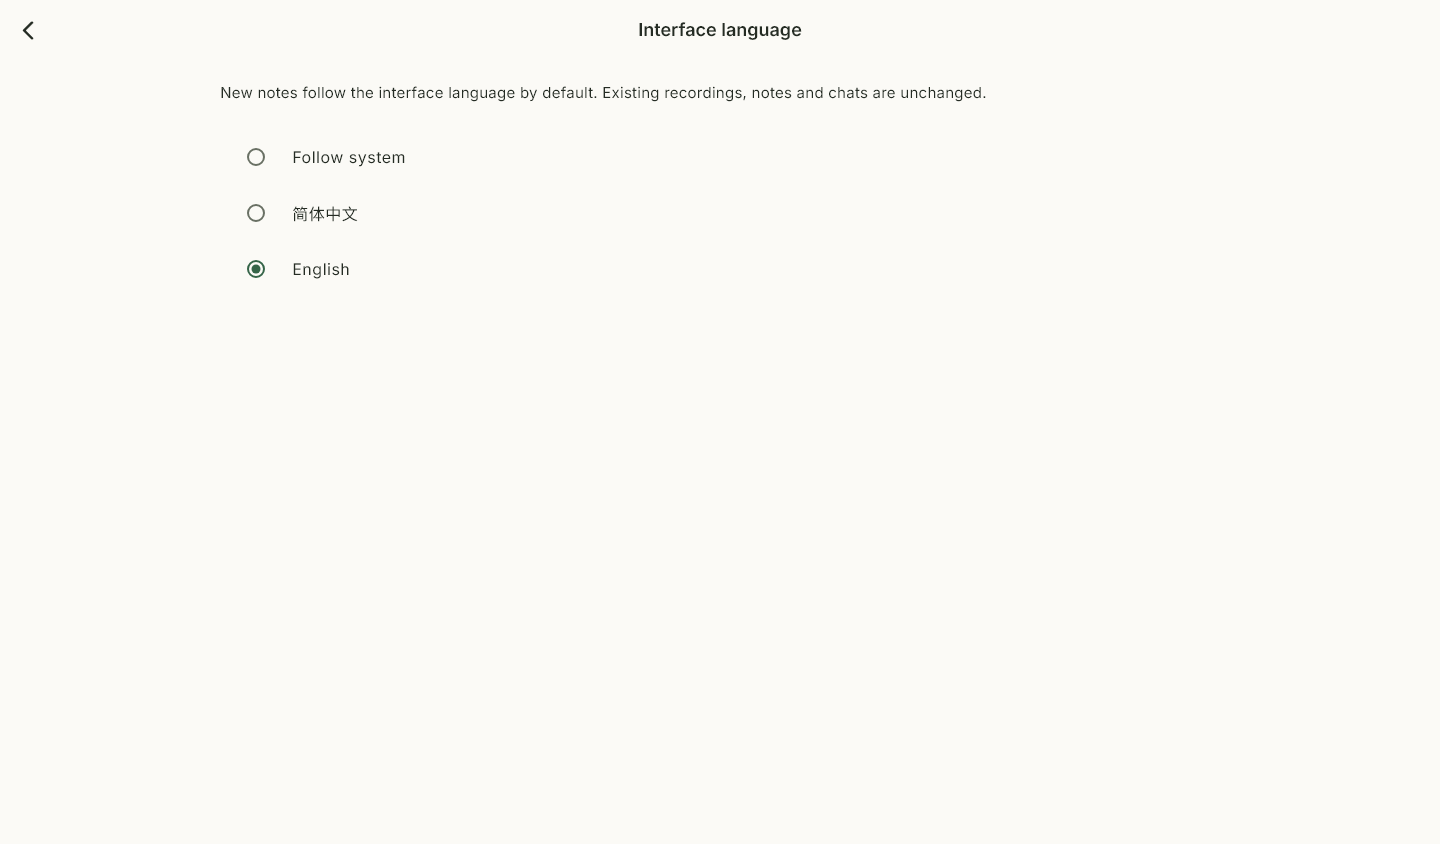 Interface language
New notes follow the interface language by default. Existing recordings, notes and chats are unchanged.
Follow system
简体中文
English